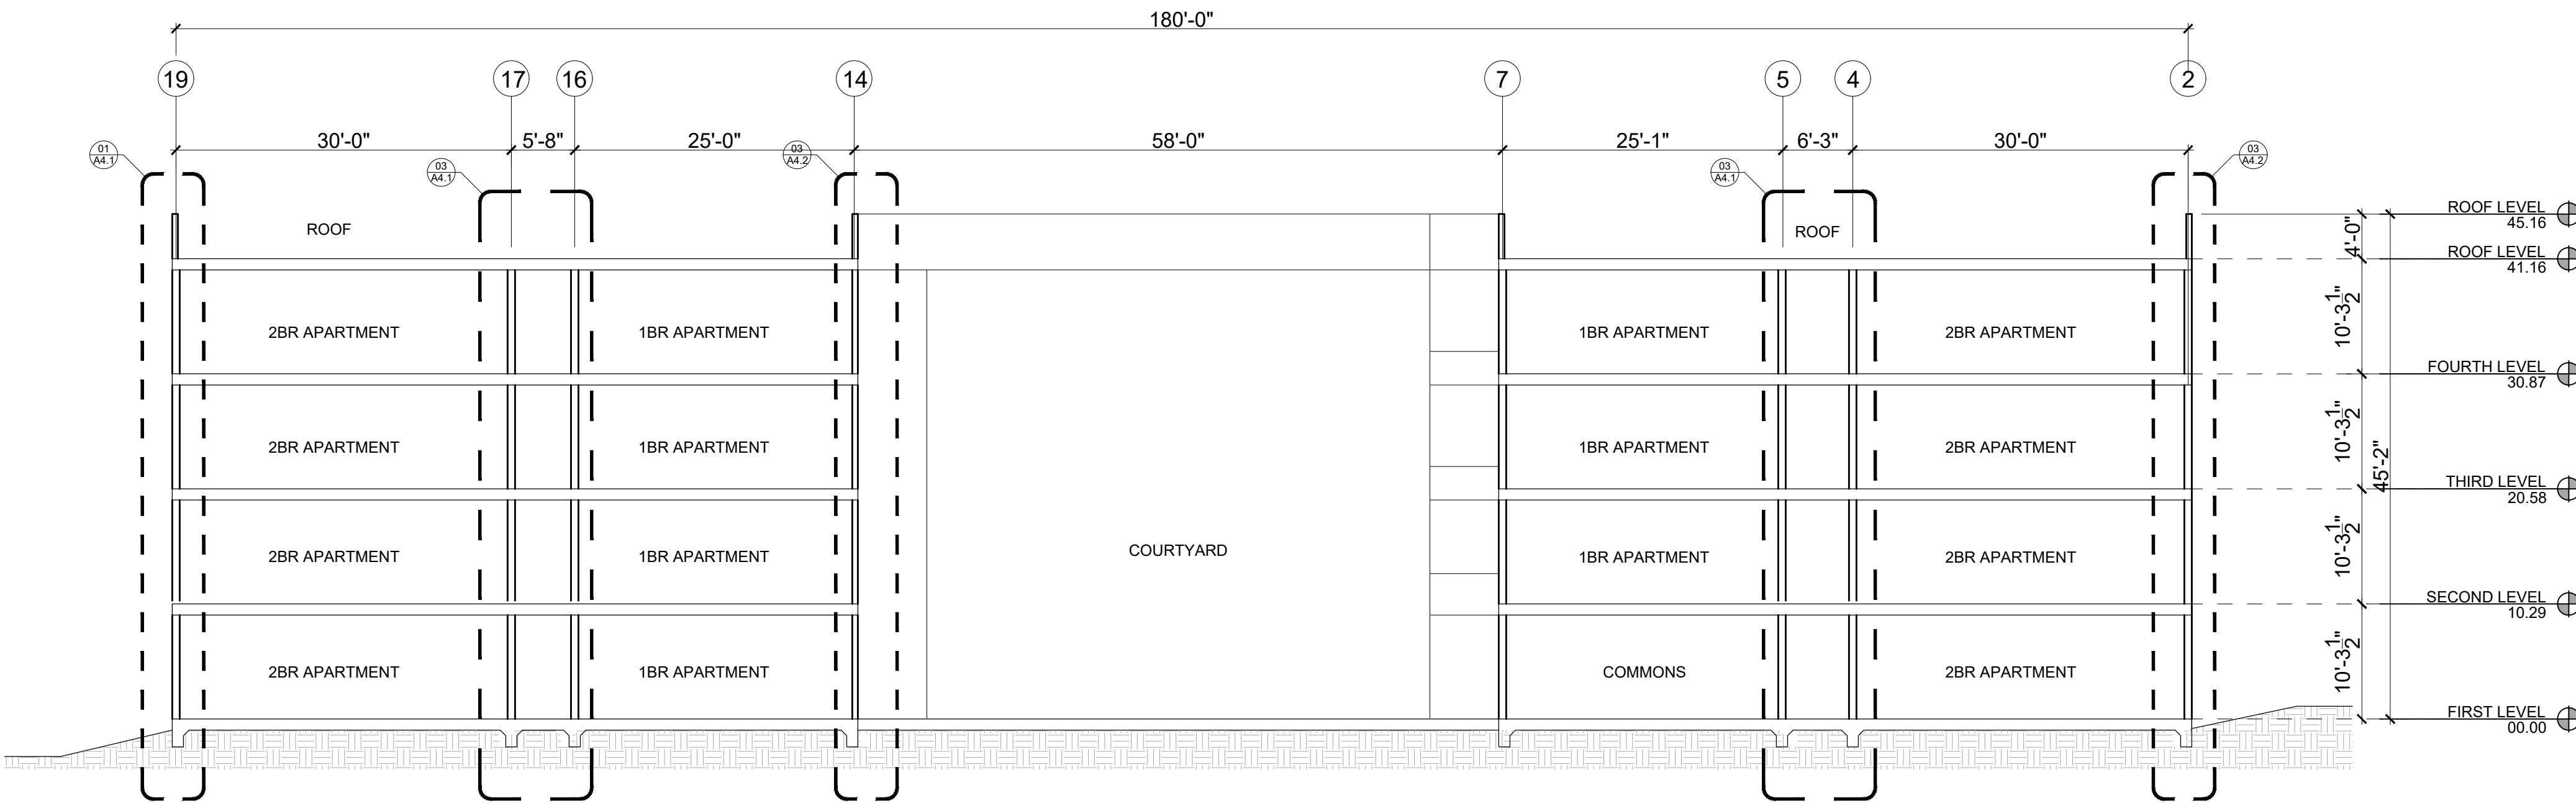 180'-0"
19
17
16
14
7
5
4
2
30'-0"
5'-8"
25'-0"
58'-0"
25'-1"
6'-3"
30'-0"
01
A4.1
03
A4.1
03
A4.2
03
A4.1
03
A4.2
ROOF
ROOF
ROOF LEVEL
45.16
4'-0"
ROOF LEVEL
41.16
2BR APARTMENT
1BR APARTMENT
1BR APARTMENT
2BR APARTMENT
10'-3 1/2"
FOURTH LEVEL
30.87
2BR APARTMENT
1BR APARTMENT
1BR APARTMENT
2BR APARTMENT
10'-3 1/2"
45'-2"
THIRD LEVEL
20.58
2BR APARTMENT
1BR APARTMENT
COURTYARD
1BR APARTMENT
2BR APARTMENT
10'-3 1/2"
SECOND LEVEL
10.29
2BR APARTMENT
1BR APARTMENT
COMMONS
2BR APARTMENT
10'-3 1/2"
FIRST LEVEL
00.00